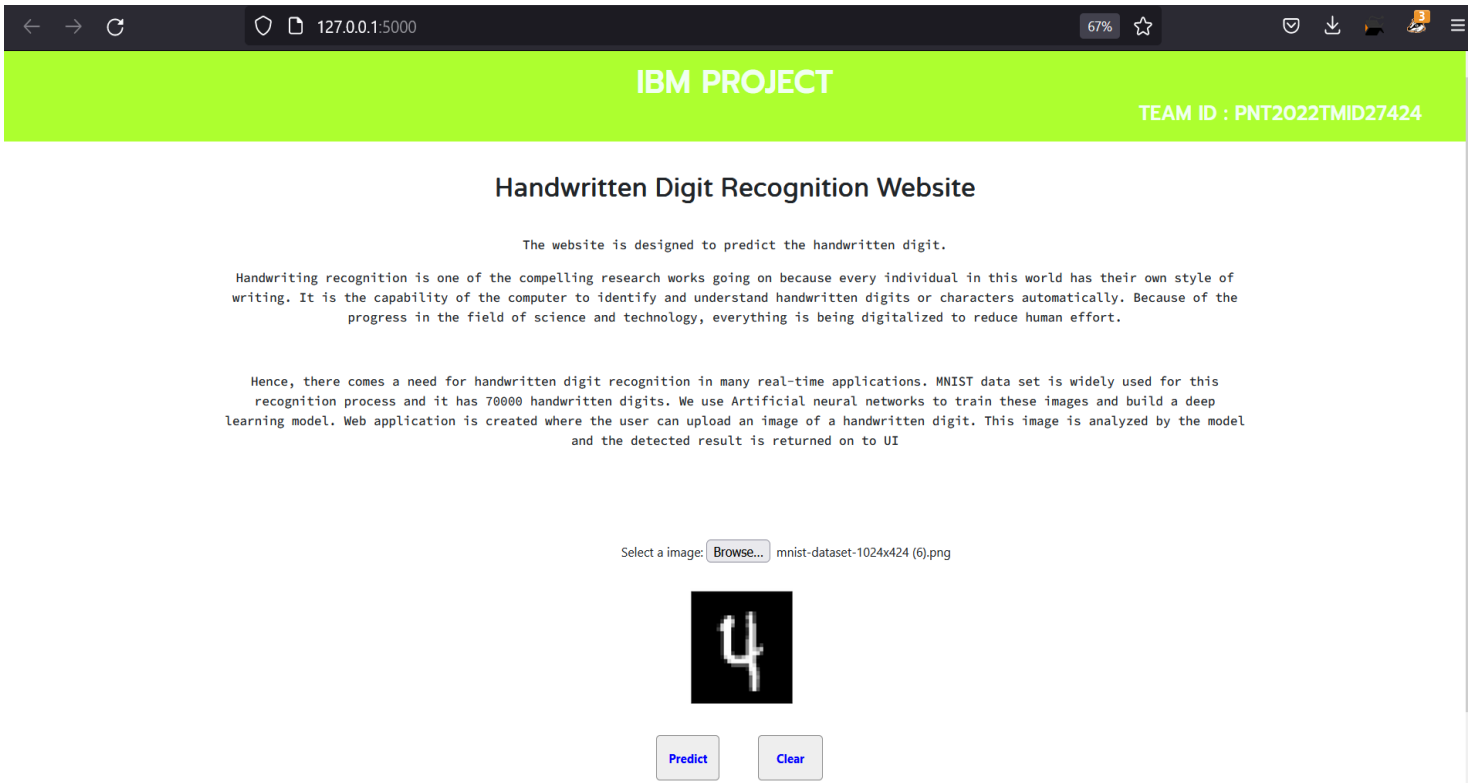 127.0.0.1:5000
67%
3
IBM PROJECT
TEAM ID : PNT2022TMID27424
Handwritten Digit Recognition Website
The website is designed to predict the handwritten digit.
Handwriting recognition is one of the compelling research works going on because every individual in this world has their own style of
writing. It is the capability of the computer to identify and understand handwritten digits or characters automatically. Because of the
progress in the field of science and technology, everything is being digitalized to reduce human effort.
Hence, there comes a need for handwritten digit recognition in many real-time applications. MNIST data set is widely used for this
recognition process and it has 70000 handwritten digits. We use Artificial neural networks to train these images and build a deep
learning model. Web application is created where the user can upload an image of a handwritten digit. This image is analyzed by the model
and the detected result is returned on to UI
Select a image: Browse... mnist-dataset-1024x424 (6).png
4
Predict Clear